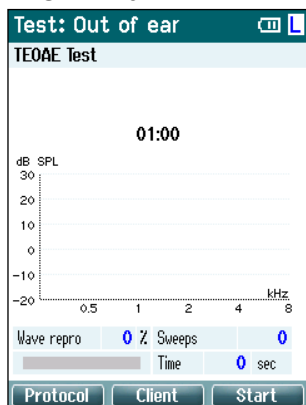 Test: Out of ear L
TEOAE Test
01:00
dB SPL
30
20
10
0
-10
-20
kHz
0.5 1 2 4 8
Wave repro 0 % Sweeps 0
Time 0 sec
Protocol Client Start